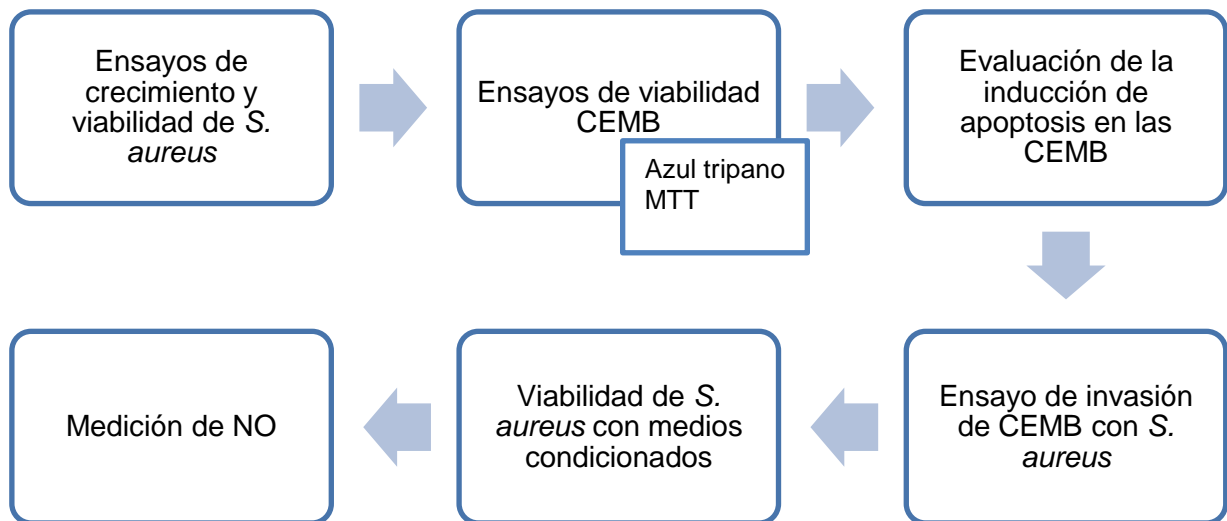 Ensayos de
crecimiento y
viabilidad de S.
aureus
Ensayos de viabilidad
CEMB
Azul tripano
MTT
Evaluación de la
inducción de
apoptosis en las
CEMB
Ensayo de invasión
de CEMB con S.
aureus
Viabilidad de S.
aureus con medios
condicionados
Medición de NO